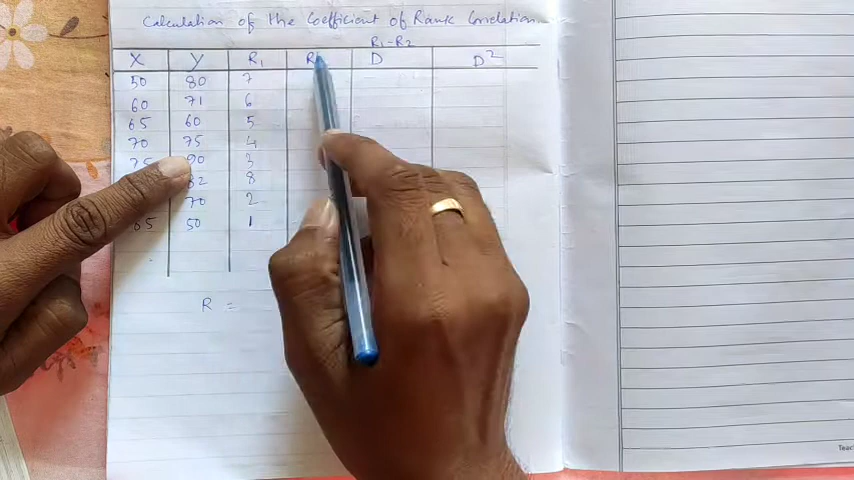 Calculation of the Coefficient of Rank Correlation.
R1-R2
X Y R1 R D D²
50 80 7
60 71 6
65 60 5
70 75 4
75 90 3
82 8
70 2
50 1
R =